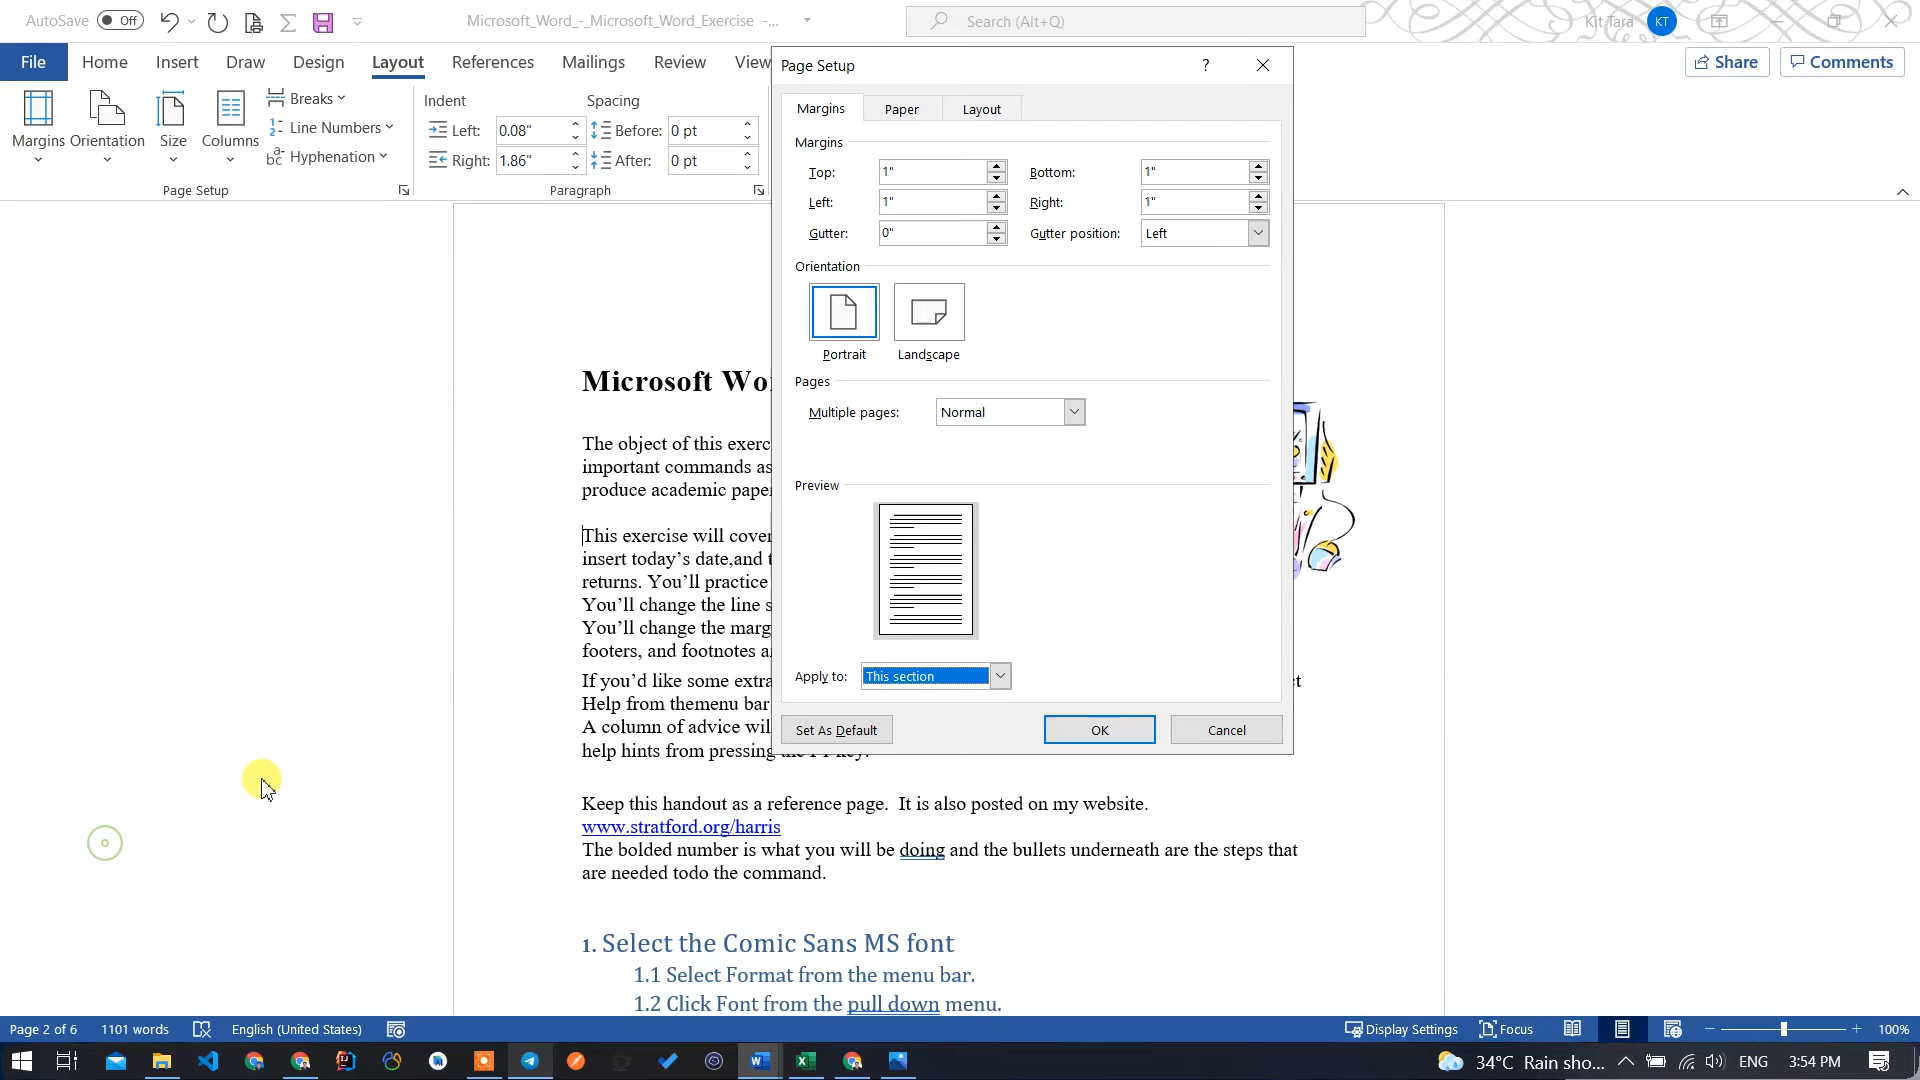 AutoSave Off
Microsoft_Word_-_Microsoft_Word_Exercise -...
Search (Alt+Q)
Kit Tara KT
File Home Insert Draw Design Layout References Mailings Review View
Share Comments
Margins Orientation Size Columns
Breaks
Line Numbers
Hyphenation
Page Setup
Indent Spacing
Left: 0.08" Before: 0 pt
Right: 1.86" After: 0 pt
Paragraph
Page Setup ?
Margins Paper Layout
Margins
Top: 1" Bottom: 1"
Left: 1" Right: 1"
Gutter: 0" Gutter position: Left
Orientation
Portrait Landscape
Pages
Multiple pages: Normal
Preview
Apply to: This section
Set As Default OK Cancel
Microsoft Wo
The object of this exerc
important commands as
produce academic pape
This exercise will cover
insert today's date,and t
returns. You'll practice
You'll change the line s
You'll change the marg
footers, and footnotes a
If you'd like some extra
Help from themenu bar
A column of advice wil
help hints from pressing the F1 key.
Keep this handout as a reference page. It is also posted on my website.
www.stratford.org/harris
The bolded number is what you will be doing and the bullets underneath are the steps that
are needed todo the command.
1. Select the Comic Sans MS font
1.1 Select Format from the menu bar.
1.2 Click Font from the pull down menu.
Page 2 of 6 1101 words English (United States) Display Settings Focus 100%
34°C Rain sho... ENG 3:54 PM